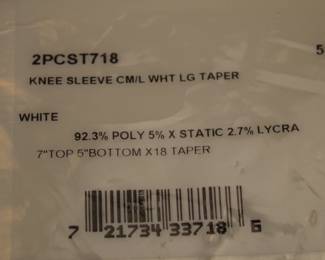 2PCST718
5
KNEE SLEEVE CM/L WHT LG TAPER
WHITE
92.3% POLY 5% X STATIC 2.7% LYCRA
7"TOP 5"BOTTOM X18 TAPER
7 21734 33718 6